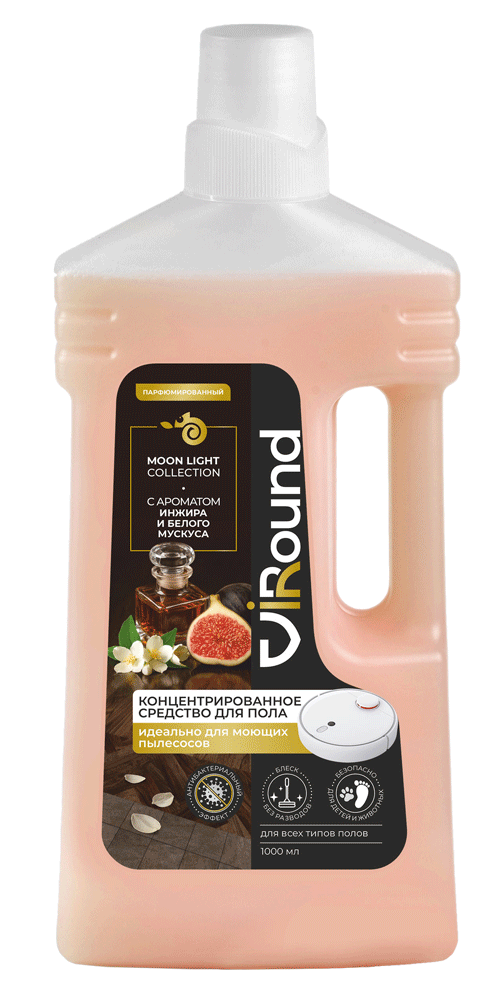 ПАРФЮМИРОВАННЫЙ
MOON LIGHT
COLLECTION
•
С АРОМАТОМ
ИНЖИРА
И БЕЛОГО
МУСКУСА
ViRound
КОНЦЕНТРИРОВАННОЕ
СРЕДСТВО ДЛЯ ПОЛА
идеально для моющих
пылесосов
АНТИБАКТЕРИАЛЬНЫЙ
ЭФФЕКТ
БЛЕСК
БЕЗ РАЗВОДОВ
БЕЗОПАСНО
ДЛЯ ДЕТЕЙ И ЖИВОТНЫХ
для всех типов полов
1000 мл